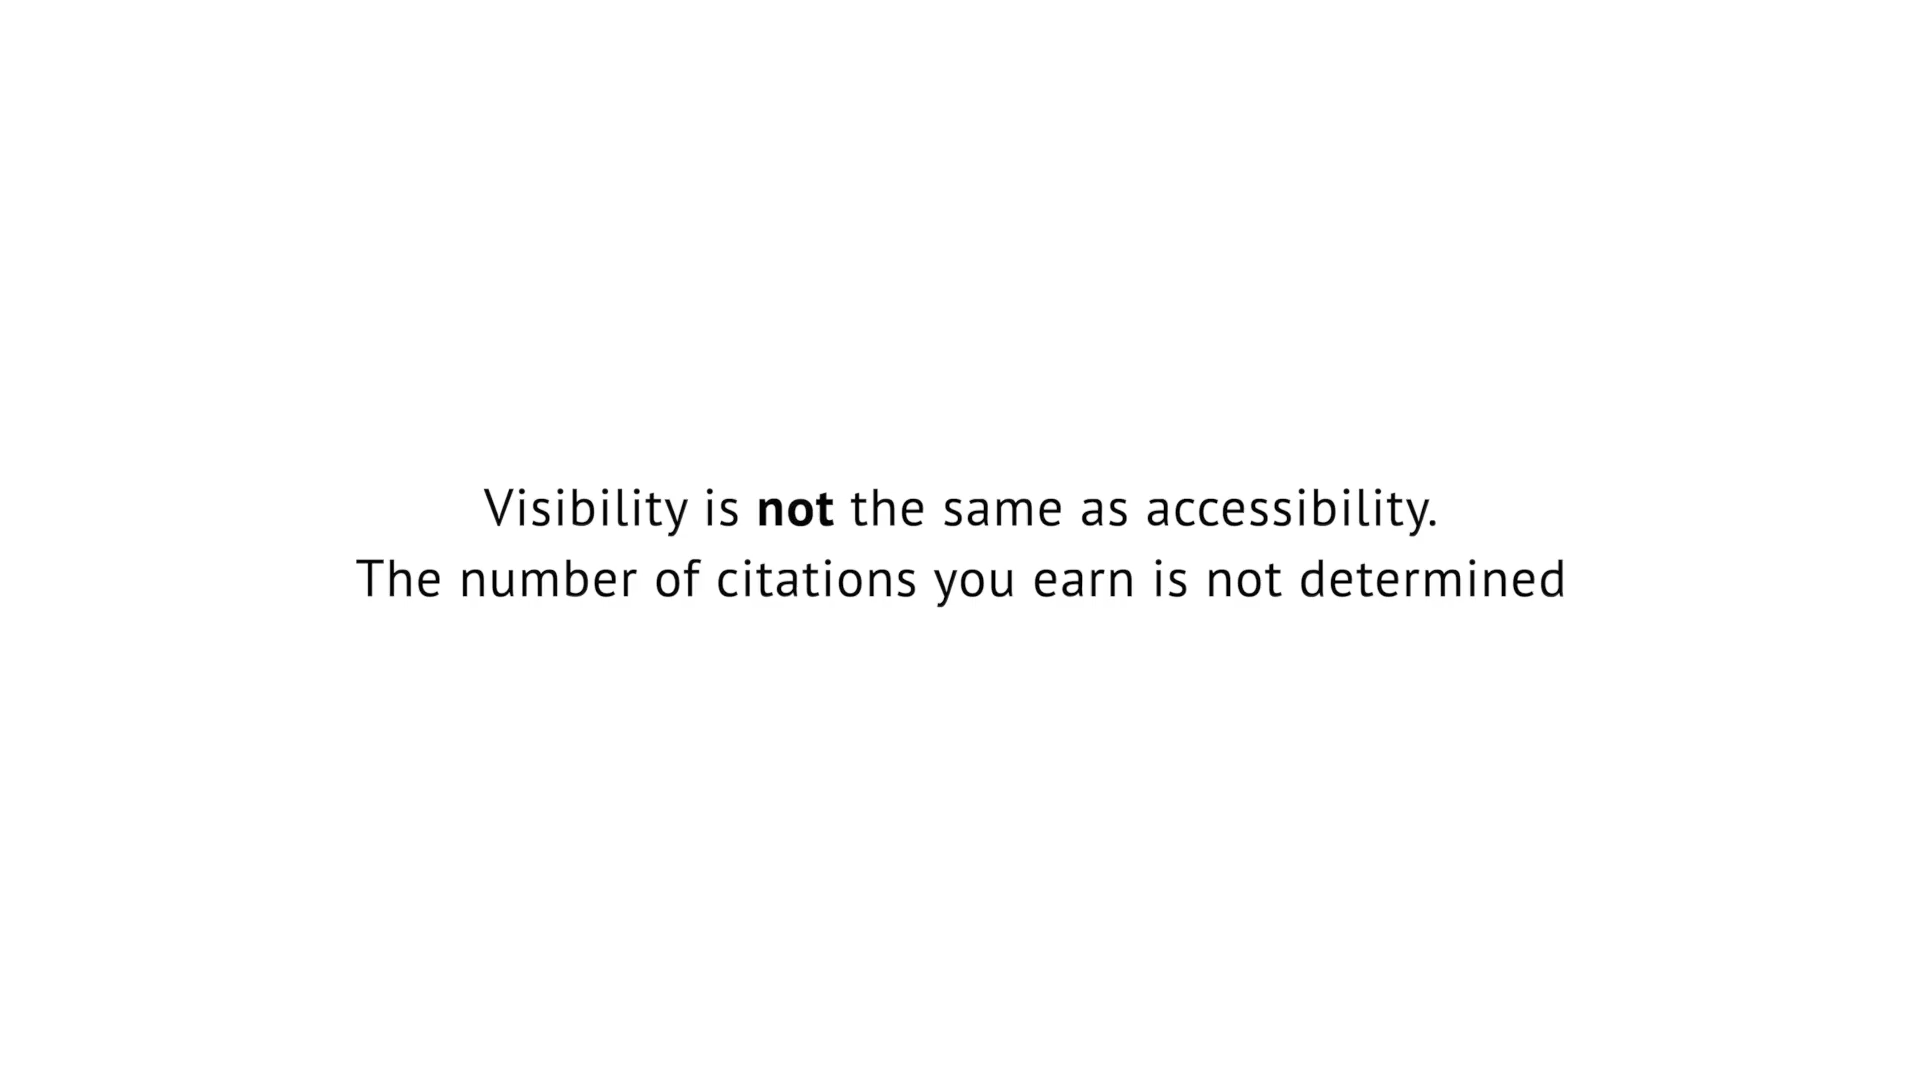 Visibility is not the same as accessibility.
The number of citations you earn is not determined